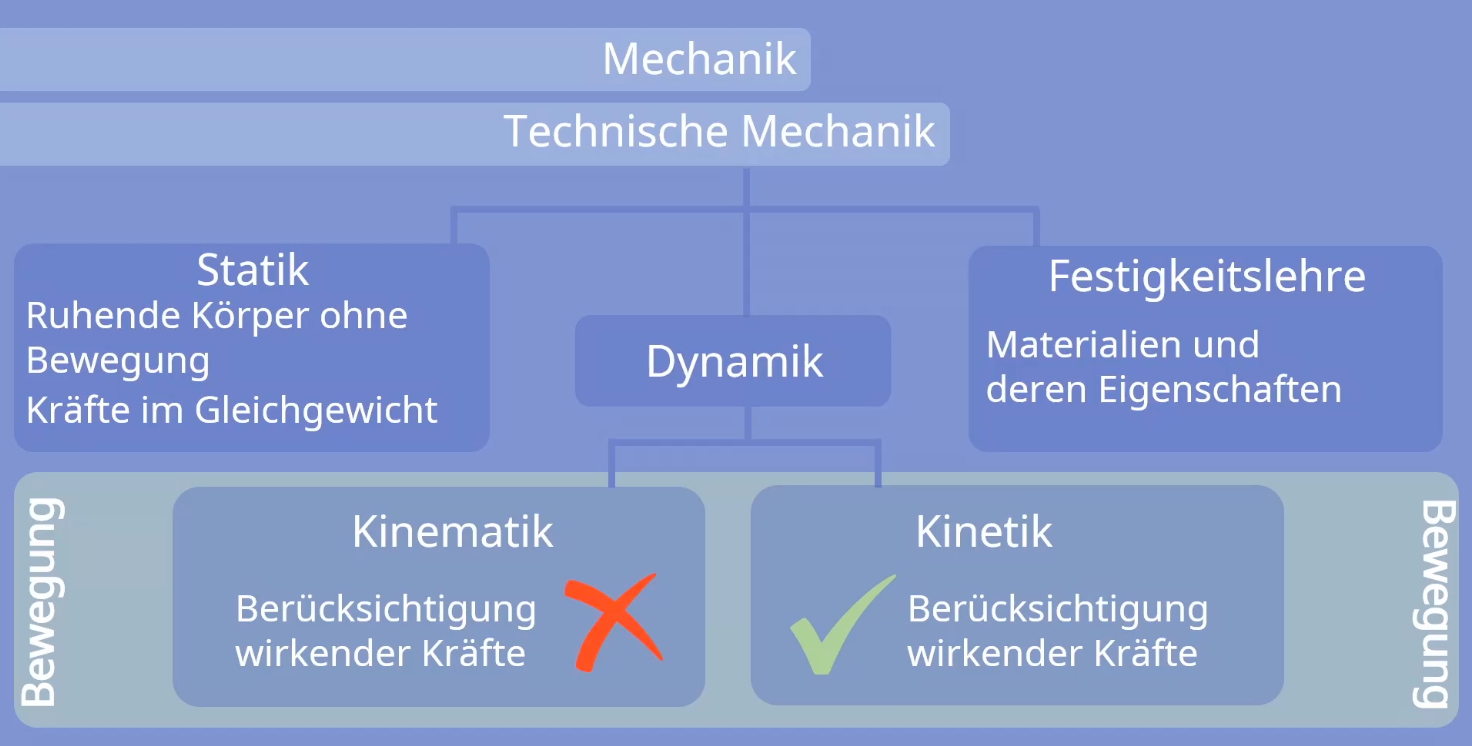 Mechanik
Technische Mechanik
Statik
Ruhende Körper ohne
Bewegung
Kräfte im Gleichgewicht
Dynamik
Festigkeitslehre
Materialien und
deren Eigenschaften
Bewegung
Kinematik
Berücksichtigung
wirkender Kräfte
Kinetik
Berücksichtigung
wirkender Kräfte
Bewegung